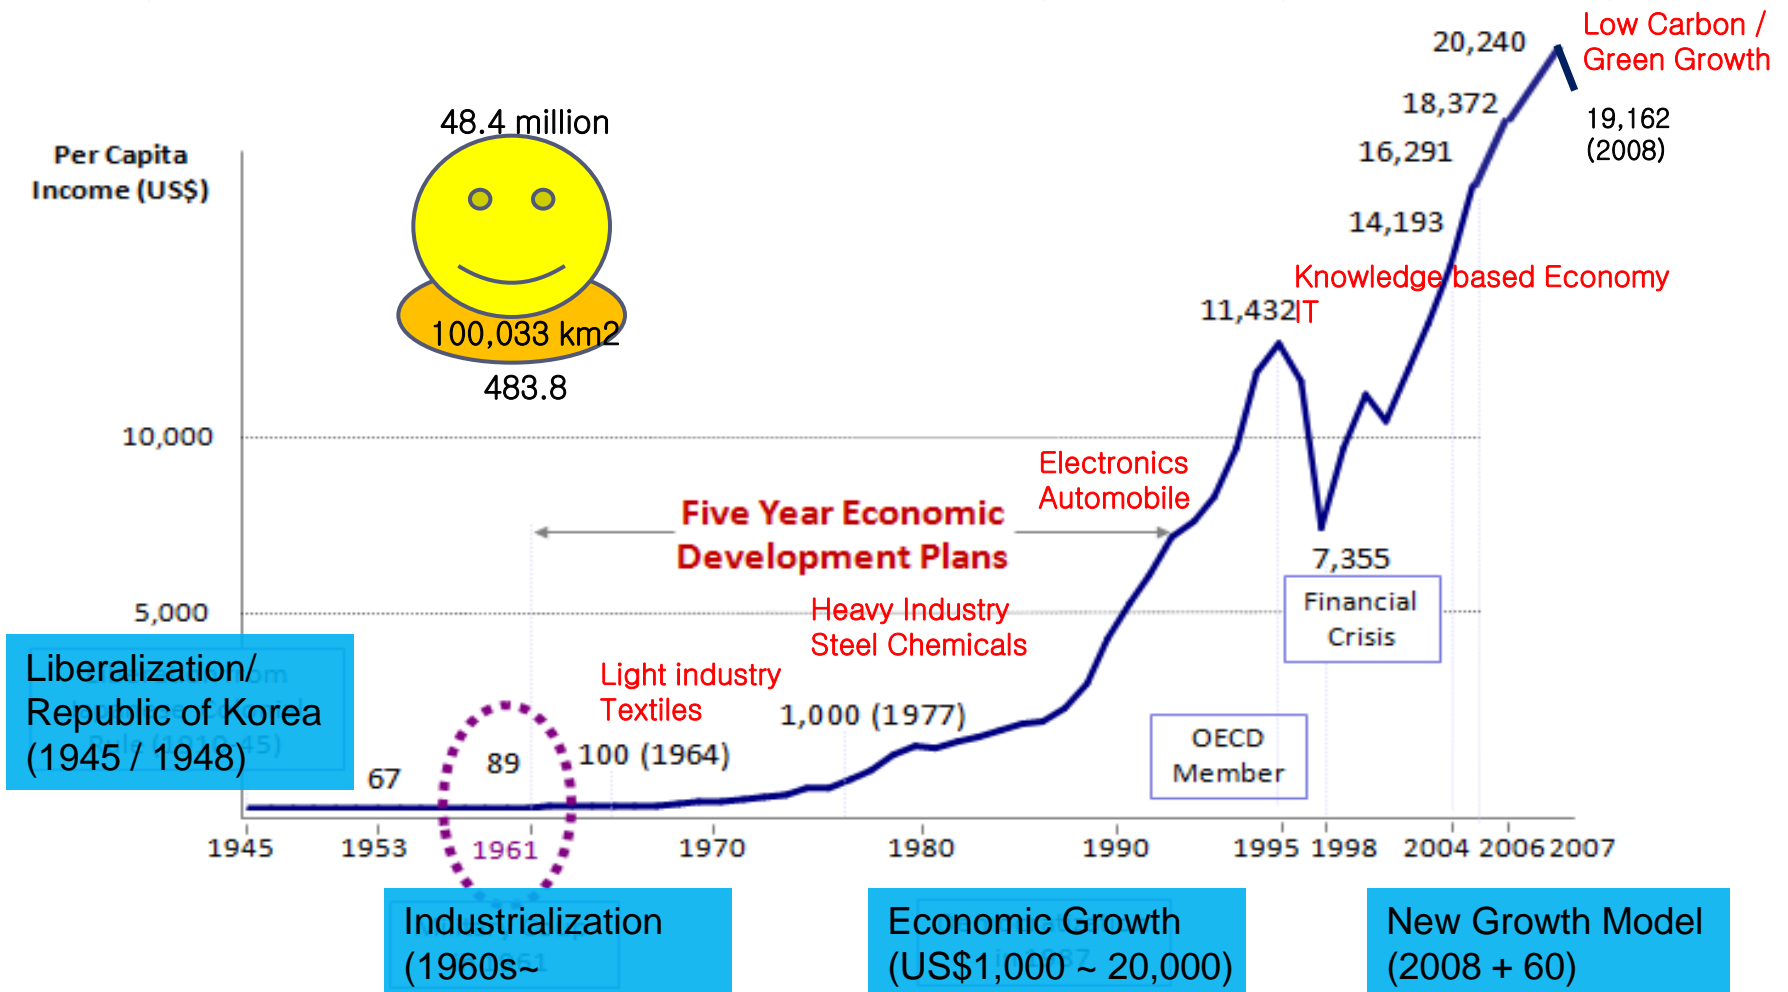 20,240
Low Carbon /
Green Growth
18,372
19,162
(2008)
48.4 million
16,291
Per Capita
Income (US$)
14,193
Knowledge based Economy
IT
11,432
100,033 km2
483.8
10,000
Electronics
Automobile
Five Year Economic
Development Plans
7,355
Financial
Crisis
5,000
Heavy Industry
Steel Chemicals
Liberalization/
Republic of Korea
(1945 / 1948)
Light industry
Textiles
1,000 (1977)
OECD
Member
67
89
100 (1964)
1945 1953 1961 1970 1980 1990 1995 1998 2004 2006 2007
Industrialization
(1960s~
Economic Growth
(US$1,000 ~ 20,000)
New Growth Model
(2008 + 60)